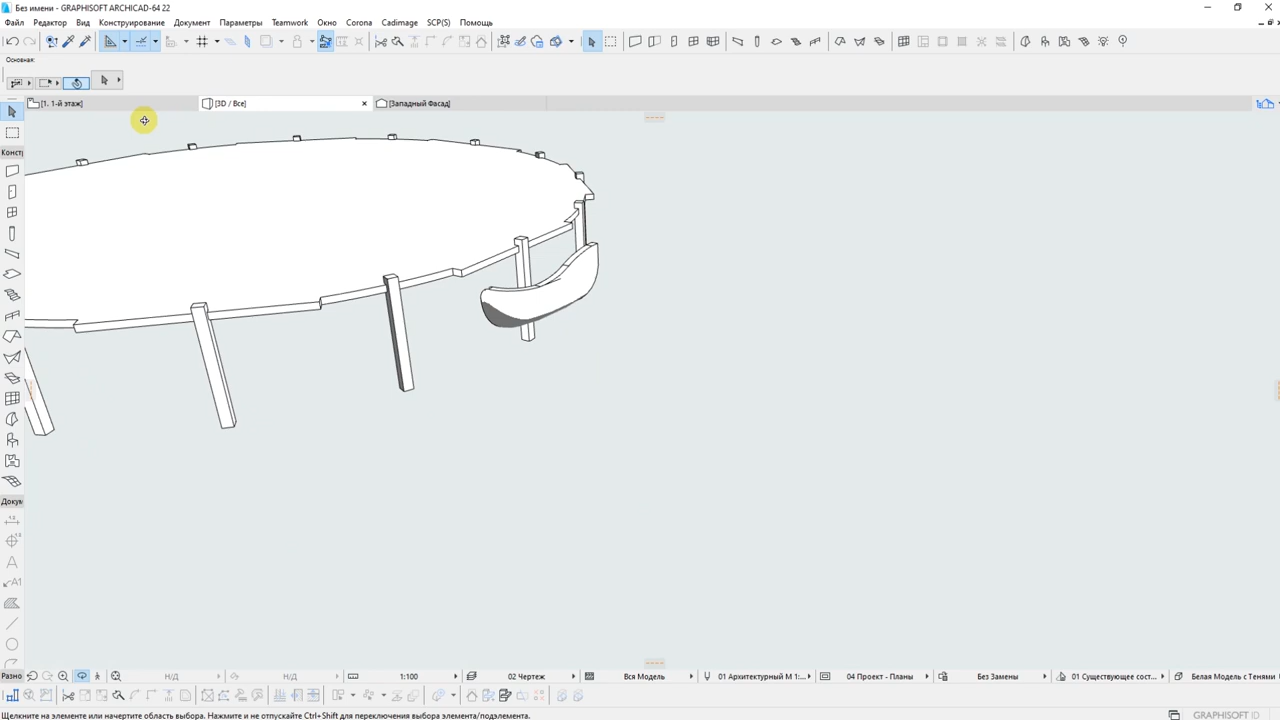 Без имени - GRAPHISOFT ARCHICAD-64 22
Файл Редактор Вид Конструирование Документ Параметры Teamwork Окно Corona Cadimage SCP(S) Помощь
Основная:
[1. 1-й этаж] [3D / Все] [Западный Фасад]
Констр
Докум
Разно
Н/Д Н/Д 1:100 02 Чертеж Вся Модель 01 Архитектурный М 1:... 04 Проект - Планы Без Замены 01 Существующее сост... Белая Модель с Тенями
Щелкните на элементе или начертите область выбора. Нажмите и не отпускайте Ctrl+Shift для переключения выбора элемента/подэлемента.
GRAPHISOFT ID